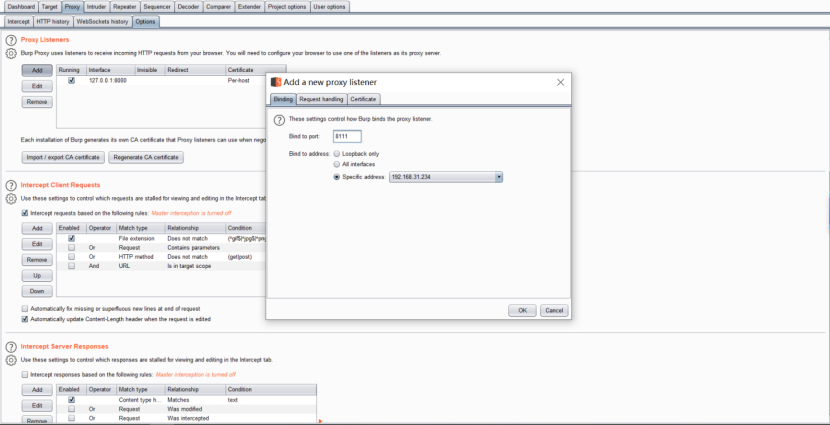 Dashboard Target Proxy Intruder Repeater Sequencer Decoder Comparer Extender Project options User options
Intercept HTTP history WebSockets history Options
Proxy Listeners
Burp Proxy uses listeners to receive incoming HTTP requests from your browser. You will need to configure your browser to use one of the listeners as its proxy server.
Add Running Interface Invisible Redirect Certificate
127.0.0.1:8080 Per-host
Edit
Remove
Each installation of Burp generates its own CA certificate that Proxy listeners can use when nego
Import / export CA certificate Regenerate CA certificate
Add a new proxy listener
Binding Request handling Certificate
These settings control how Burp binds the proxy listener.
Bind to port: 8111
Bind to address: Loopback only
All interfaces
Specific address: 192.168.31.234
OK Cancel
Intercept Client Requests
Use these settings to control which requests are stalled for viewing and editing in the Intercept tab
Intercept requests based on the following rules: Master interception is turned off
Add Enabled Operator Match type Relationship Condition
File extension Does not match (^gif$|^jpg$|^png
Edit Or Request Contains parameters
Remove Or HTTP method Does not match (get|post)
And URL Is in target scope
Up
Down
Automatically fix missing or superfluous new lines at end of request
Automatically update Content-Length header when the request is edited
Intercept Server Responses
Use these settings to control which responses are stalled for viewing and editing in the Intercept tab.
Intercept responses based on the following rules: Master interception is turned off
Add Enabled Operator Match type Relationship Condition
Content type h... Matches text
Edit Or Request Was modified
Remove Or Request Was intercepted